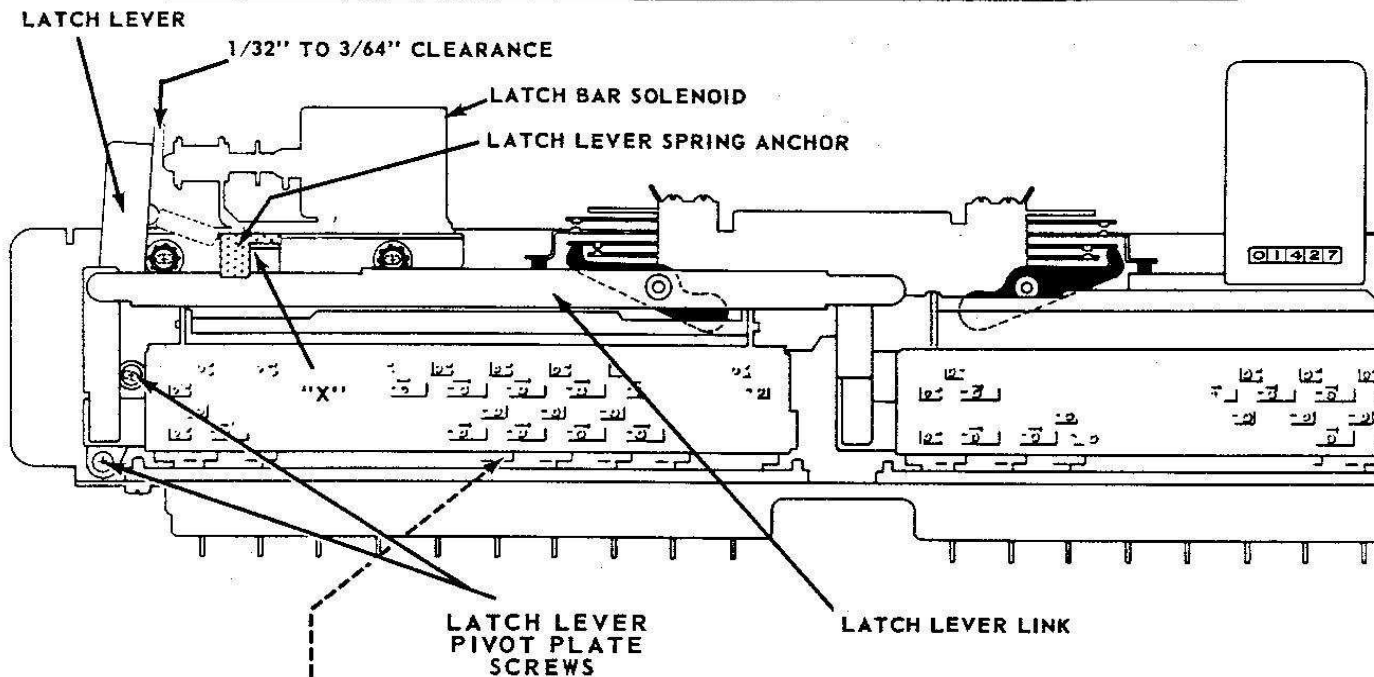 LATCH LEVER
1/32" TO 3/64" CLEARANCE
LATCH BAR SOLENOID
LATCH LEVER SPRING ANCHOR
01427
"X"
LATCH LEVER
PIVOT PLATE
SCREWS
LATCH LEVER LINK